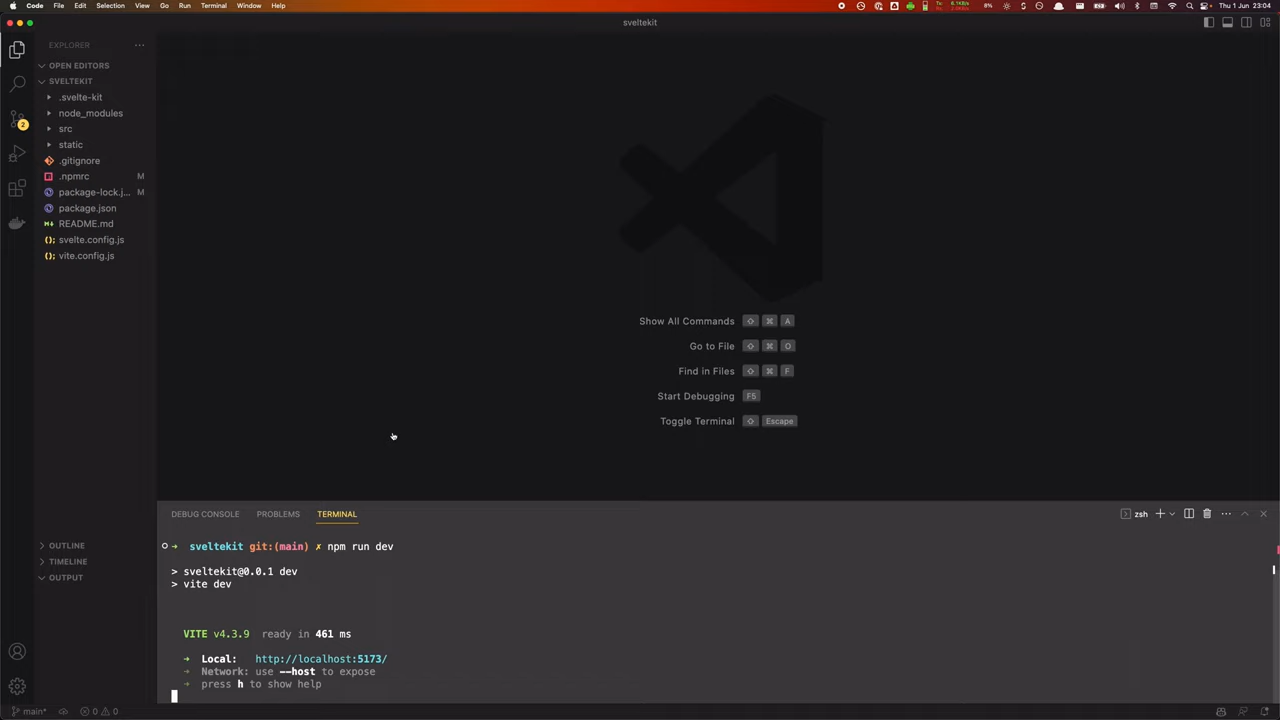 Code File Edit Selection View Go Run Terminal Window Help 8% Thu 1 Jun 23:04
sveltekit
EXPLORER
OPEN EDITORS
SVELTEKIT
.svelte-kit
node_modules
src
static
.gitignore
.npmrc M
package-lock.j... M
package.json
README.md
svelte.config.js
vite.config.js
2
Show All Commands ⇧ ⌘ A
Go to File ⇧ ⌘ O
Find in Files ⇧ ⌘ F
Start Debugging F5
Toggle Terminal ⇧ Escape
OUTLINE
TIMELINE
OUTPUT
DEBUG CONSOLE PROBLEMS TERMINAL zsh
➜ sveltekit git:(main) ✗ npm run dev
> sveltekit@0.0.1 dev
> vite dev
VITE v4.3.9 ready in 461 ms
➜ Local: http://localhost:5173/
➜ Network: use --host to expose
➜ press h to show help
main* 0 0